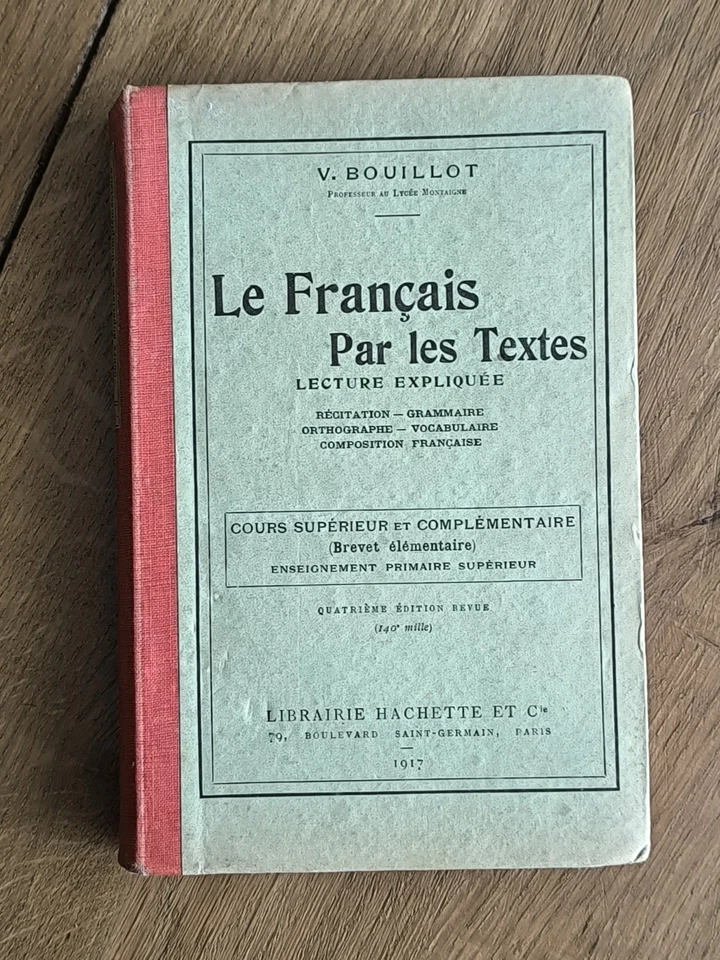 V. BOUILLOT
PROFESSEUR AU LYCÉE MONTAIGNE
Le Français
Par les Textes
LECTURE EXPLIQUÉE
RÉCITATION — GRAMMAIRE
ORTHOGRAPHE — VOCABULAIRE
COMPOSITION FRANÇAISE
COURS SUPÉRIEUR ET COMPLÉMENTAIRE
(Brevet élémentaire)
ENSEIGNEMENT PRIMAIRE SUPÉRIEUR
QUATRIÈME ÉDITION REVUE
(140e mille)
LIBRAIRIE HACHETTE ET Cie
79, BOULEVARD SAINT-GERMAIN, PARIS
1917